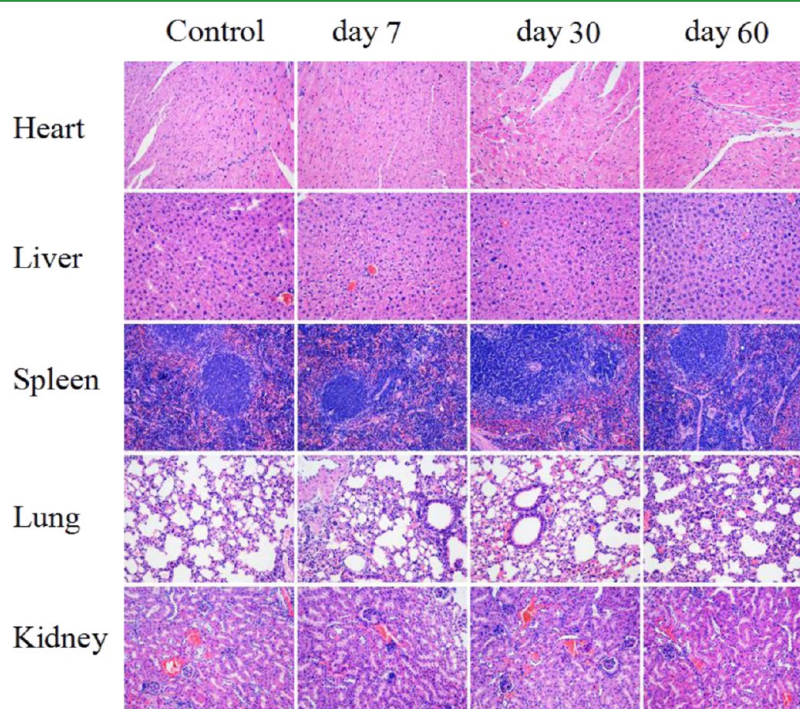 Control day 7 day 30 day 60
Heart
Liver
Spleen
Lung
Kidney